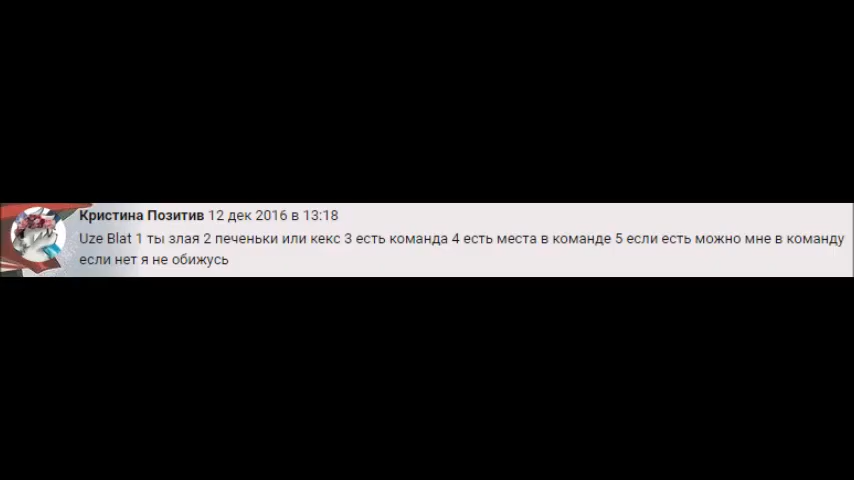 Кристина Позитив 12 дек 2016 в 13:18
Uze Blat 1 ты злая 2 печеньки или кекс 3 есть команда 4 есть места в команде 5 если есть можно мне в команду
если нет я не обижусь